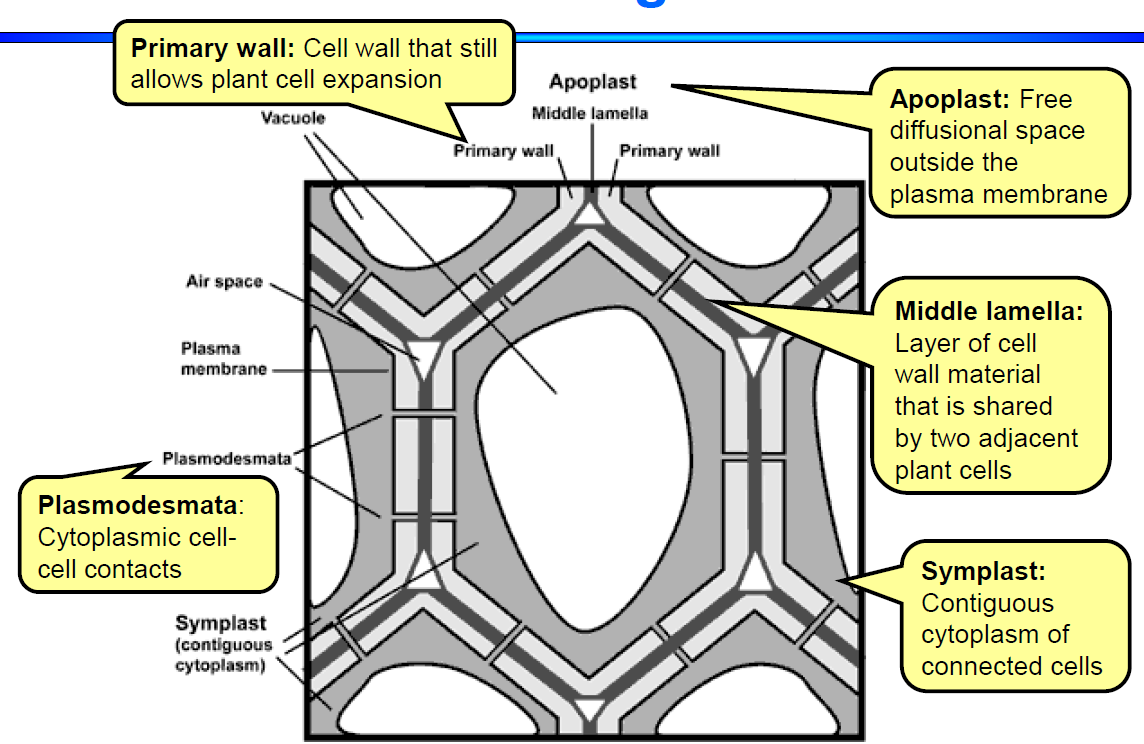 Primary wall: Cell wall that still
allows plant cell expansion
Apoplast
Middle lamella
Vacuole
Primary wall
Primary wall
Apoplast: Free
diffusional space
outside the
plasma membrane
Air space
Middle lamella:
Layer of cell
wall material
that is shared
by two adjacent
plant cells
Plasma
membrane
Plasmodesmata
Plasmodesmata:
Cytoplasmic cell-
cell contacts
Symplast:
Contiguous
cytoplasm of
connected cells
Symplast
(contiguous
cytoplasm)